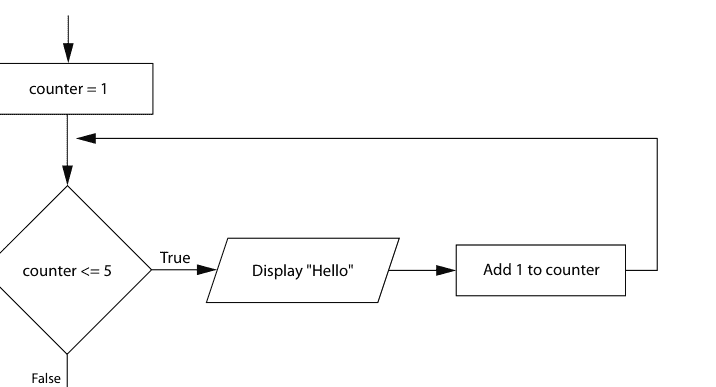 counter = 1
counter <= 5
True
Display "Hello"
Add 1 to counter
False